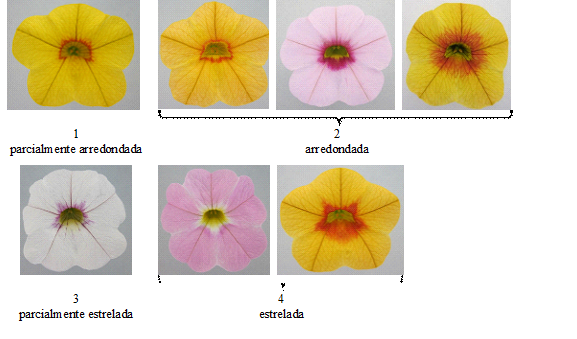 1
parcialmente arredondada
2
arredondada
3
parcialmente estrelada
4
estrelada